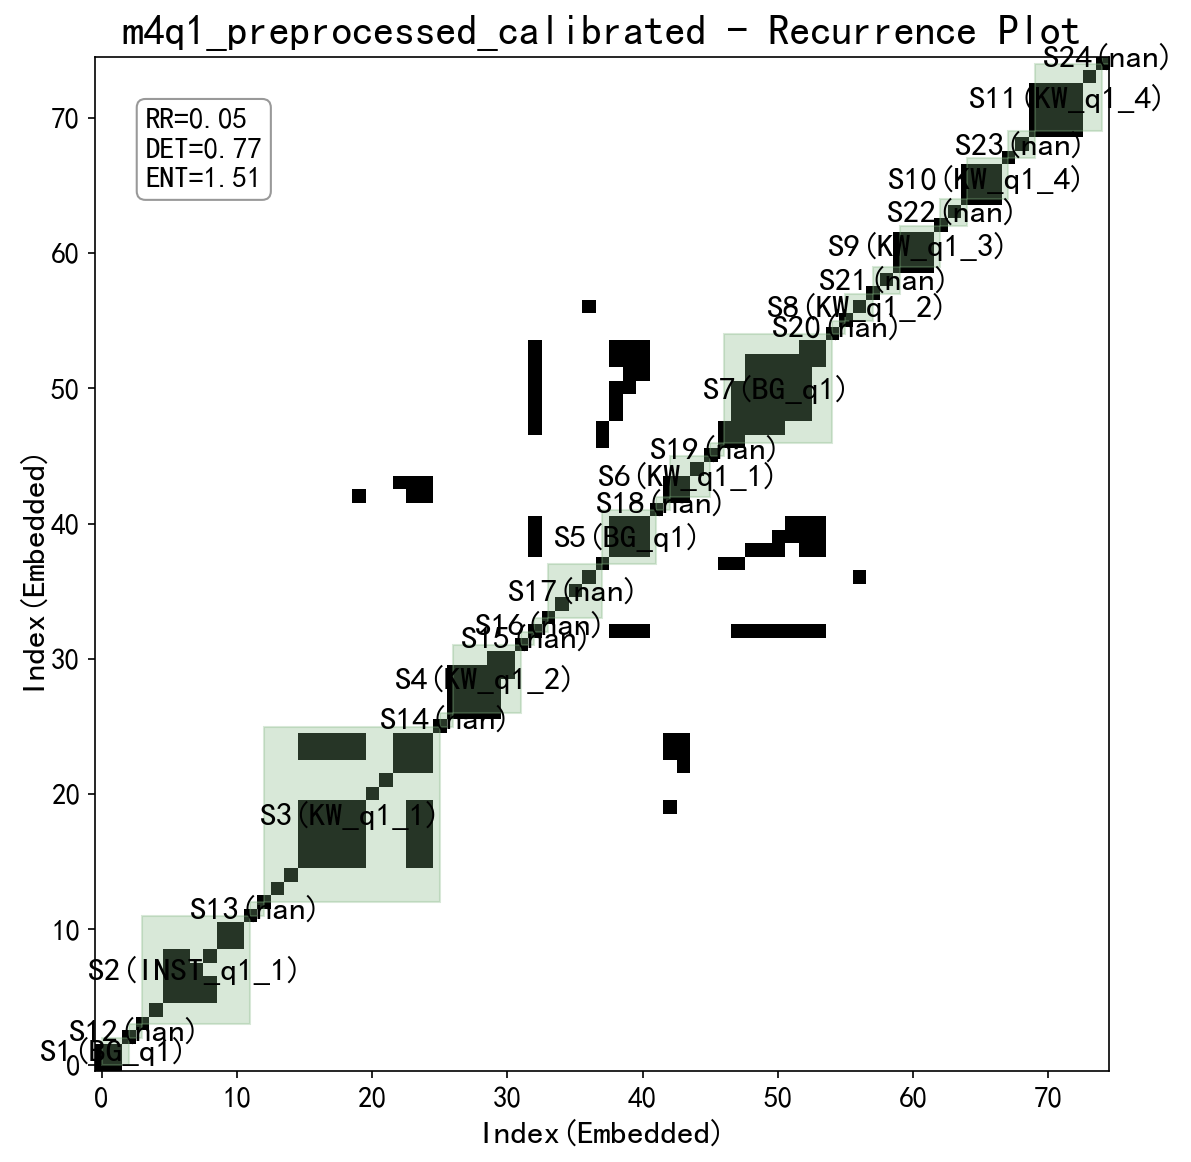 m4q1_preprocessed_calibrated - Recurrence Plot
RR=0.05
DET=0.77
ENT=1.51
S24(nan)
S11(KW_q1_4)
S23(nan)
S10(KW_q1_4)
S22(nan)
S9(KW_q1_3)
S21(nan)
S8(KW_q1_2)
S20(nan)
S7(BG_q1)
S19(nan)
S6(KW_q1_1)
S18(nan)
S5(BG_q1)
S17(nan)
S16(nan)
S15(nan)
S4(KW_q1_2)
S14(nan)
S3(KW_q1_1)
S13(nan)
S2(INST_q1_1)
S12(nan)
S1(BG_q1)
70
60
50
40
30
20
10
0
0 10 20 30 40 50 60 70
Index(Embedded)
Index(Embedded)